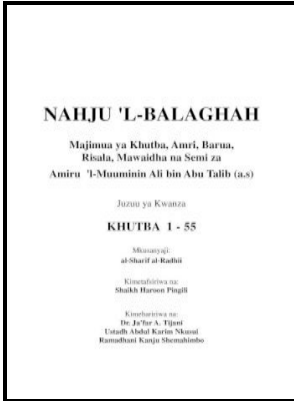 NAHJU 'L-BALAGHAH
Majimua ya Khutba, Amri, Barua,
Risala, Mawaidha na Semi za
Amiru 'l-Muuminin Ali bin Abu Talib (a.s)
Juzuu ya Kwanza
KHUTBA 1 - 55
Mkusanyaji:
al-Sharif al-Radhii
Kimetafsiriwa na:
Shaikh Haroon Pingili
Kimehaririwa na:
Dr. Ja'far A. Tijani
Ustadh Abdul Karim Nkusui
Ramadhani Kanju Shemahimbo